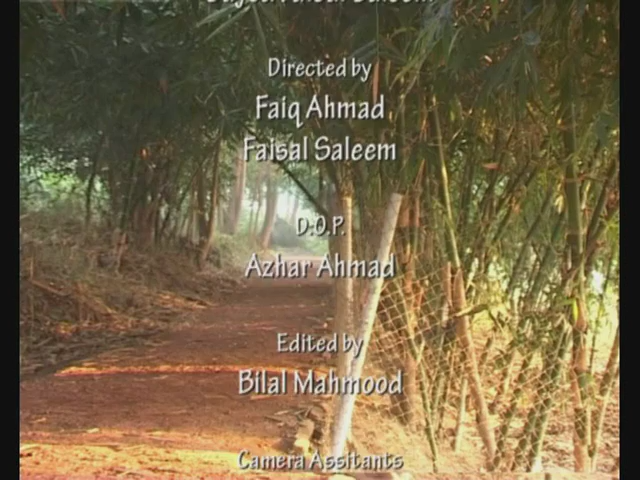 Directed by
Faiq Ahmad
Faisal Saleem
D.O.P.
Azhar Ahmad
Edited by
Bilal Mahmood
Camera Assitants